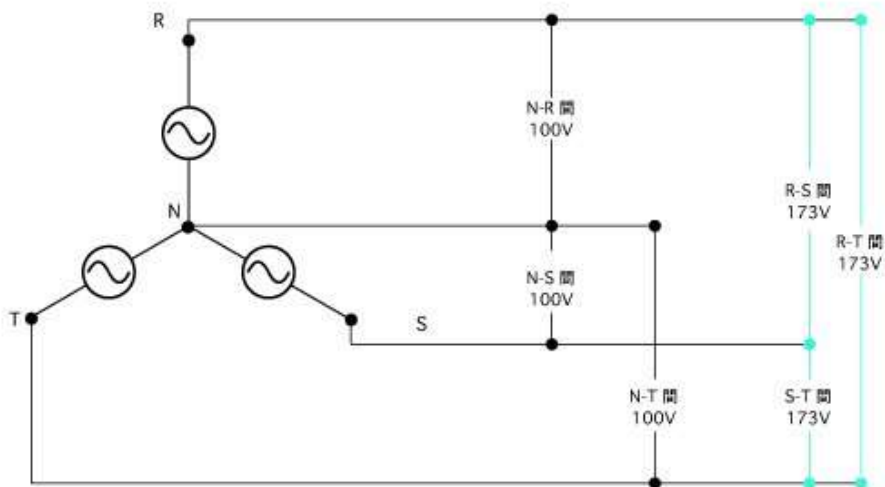 R
N-R 間
100V
R-S 間
173V
N
R-T 間
173V
N-S 間
100V
T
S
N-T 間
100V
S-T 間
173V